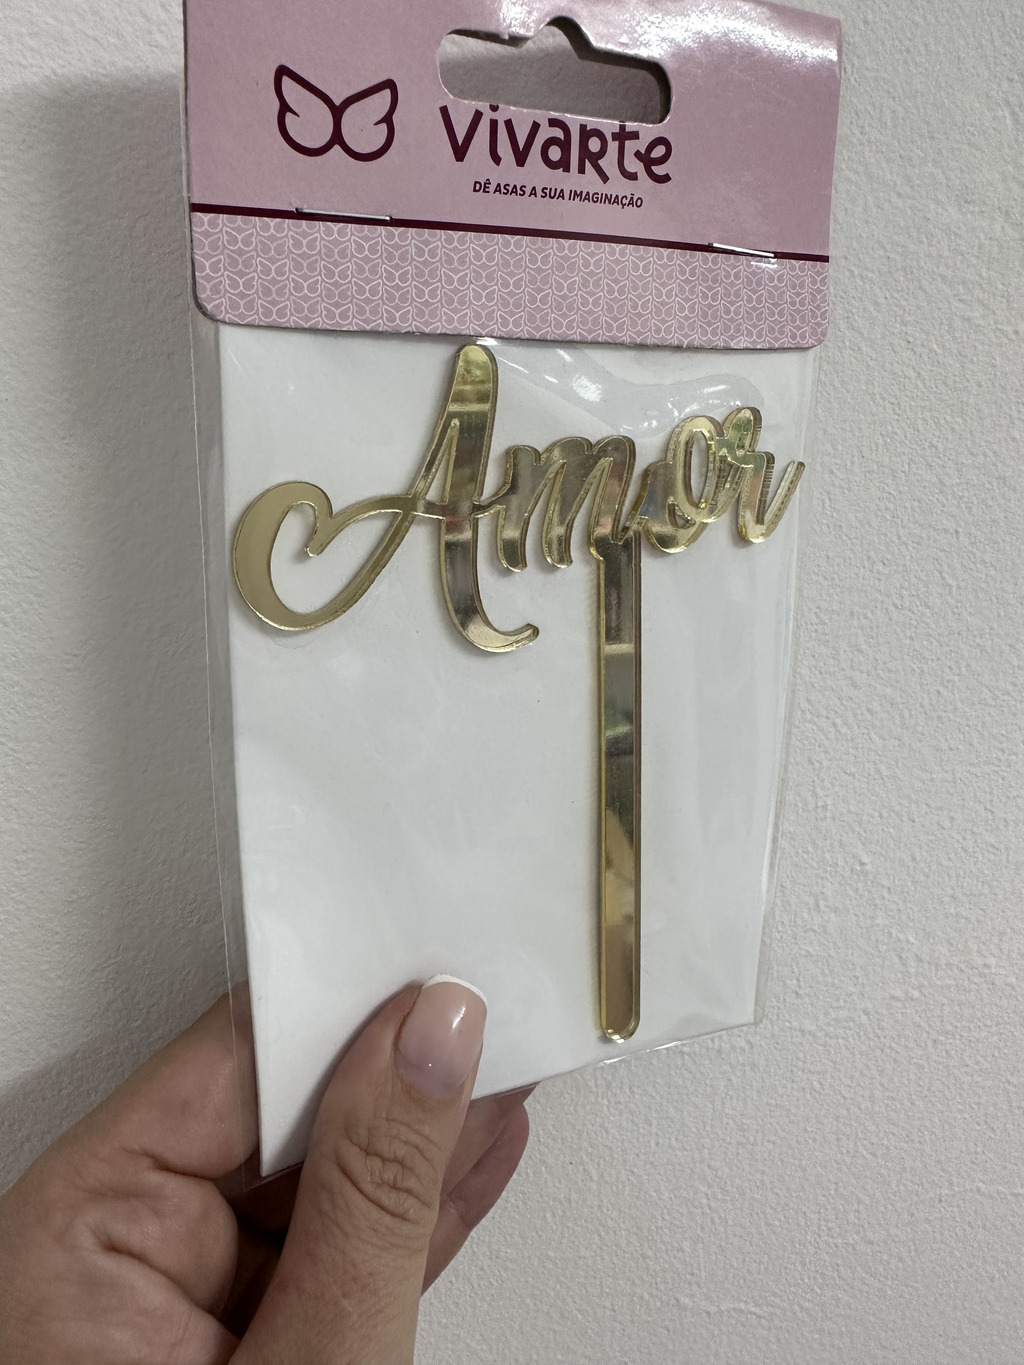 vivarte
DÊ ASAS A SUA IMAGINAÇÃO
Amor